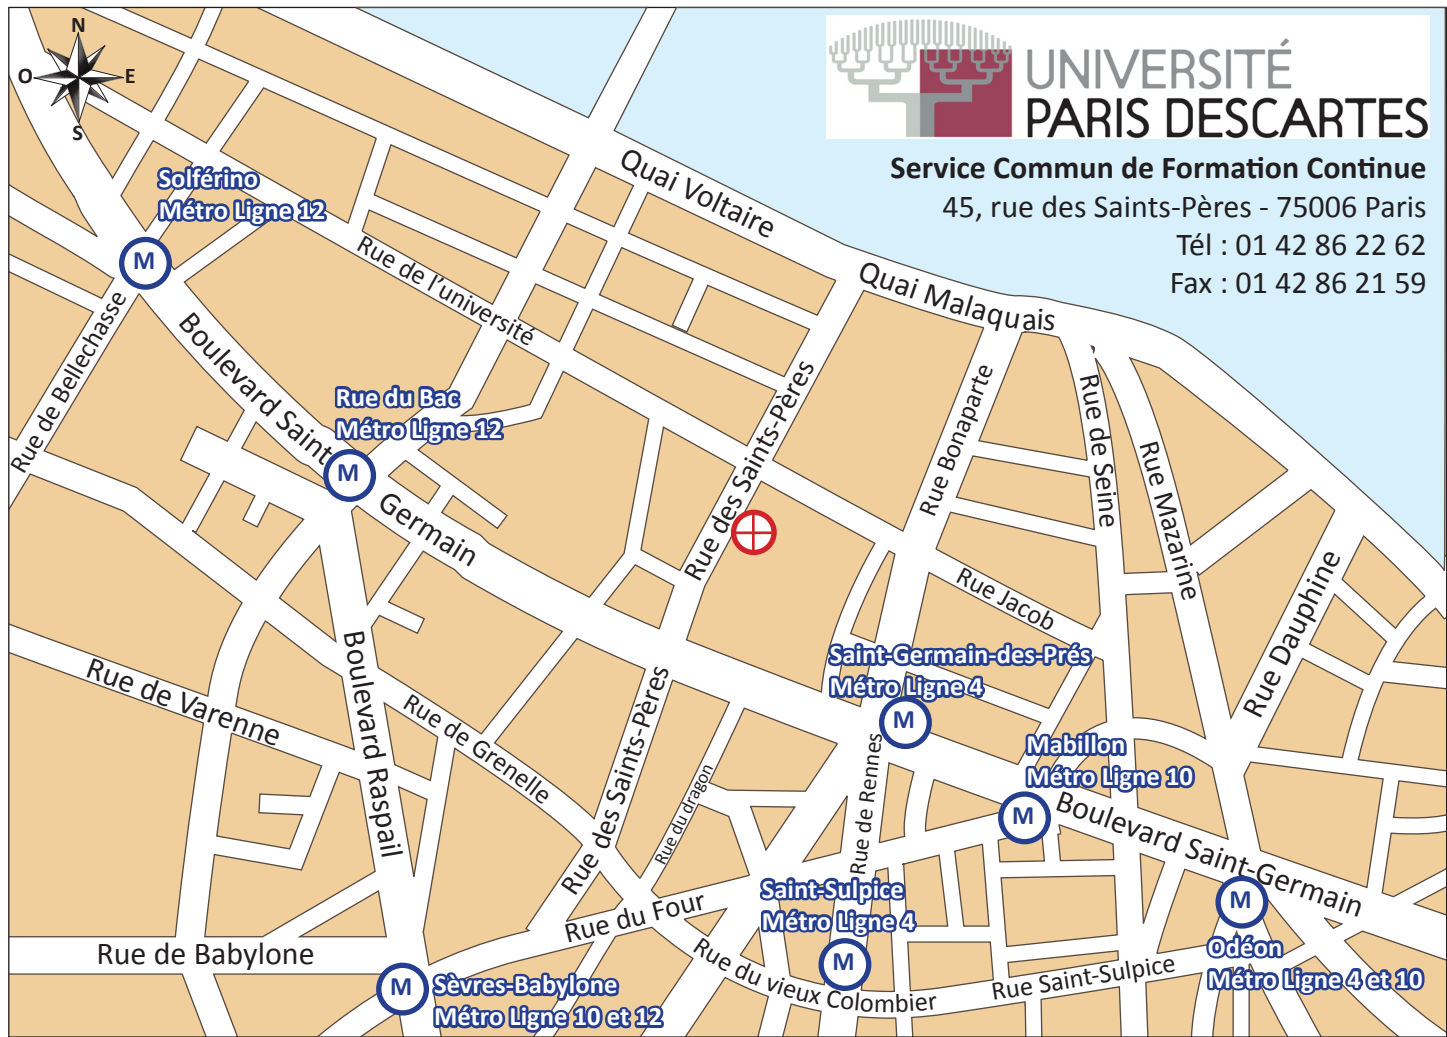 N
O
E
S
UNIVERSITÉ
PARIS DESCARTES
Service Commun de Formation Continue
45, rue des Saints-Pères - 75006 Paris
Tél : 01 42 86 22 62
Fax : 01 42 86 21 59
Solférino
Métro Ligne 12
M
Quai Voltaire
Quai Malaquais
Rue de l'université
Rue de Bellechasse
Boulevard Saint
Germain
Rue du Bac
Métro Ligne 12
M
Rue des Saints-Pères
Rue Bonaparte
Rue de Seine
Rue Mazarine
Rue Dauphine
Rue Jacob
Saint-Germain-des-Prés
Métro Ligne 4
M
Rue de Varenne
Boulevard Raspail
Rue de Grenelle
Rue des Saints-Pères
Rue du dragon
Rue de Rennes
Mabillon
Métro Ligne 10
M
Boulevard Saint-Germain
Saint-Sulpice
Métro Ligne 4
M
Rue du Four
Rue de Babylone
Rue du vieux Colombier
Rue Saint-Sulpice
M
Odéon
Métro Ligne 4 et 10
M
Sèvres-Babylone
Métro Ligne 10 et 12